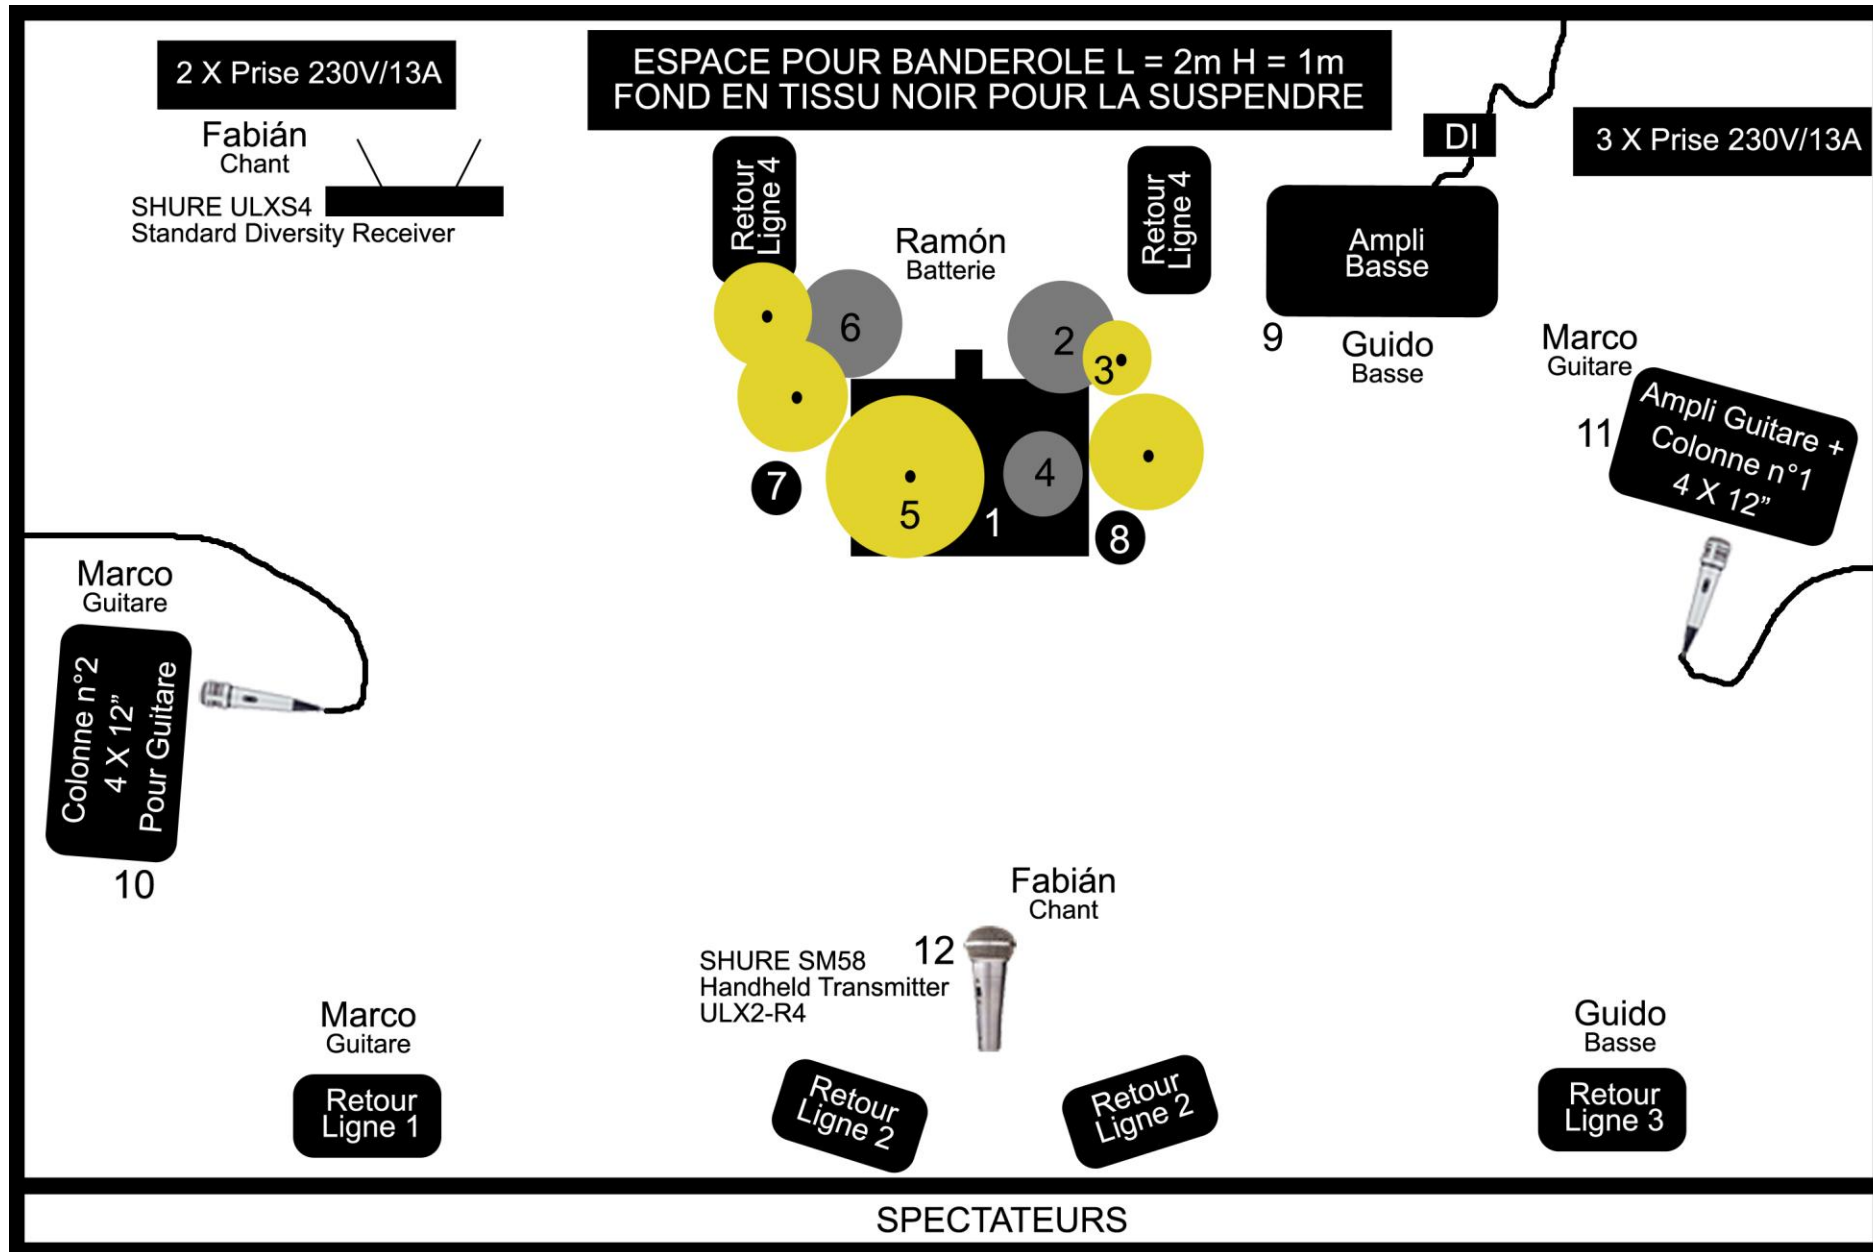 2 X Prise 230V/13A
ESPACE POUR BANDEROLE L = 2m H = 1m
FOND EN TISSU NOIR POUR LA SUSPENDRE
DI
3 X Prise 230V/13A
Fabián
Chant
SHURE ULXS4
Standard Diversity Receiver
Retour
Ligne 4
Ramón
Batterie
Retour
Ligne 4
Ampli
Basse
9
Guido
Basse
Marco
Guitare
11
Ampli Guitare +
Colonne n°1
4 X 12”
6
2
3
7
5
4
1
8
Marco
Guitare
Colonne n°2
4 X 12”
Pour Guitare
10
Fabián
Chant
12
SHURE SM58
Handheld Transmitter
ULX2-R4
Marco
Guitare
Retour
Ligne 1
Retour
Ligne 2
Retour
Ligne 2
Guido
Basse
Retour
Ligne 3
SPECTATEURS